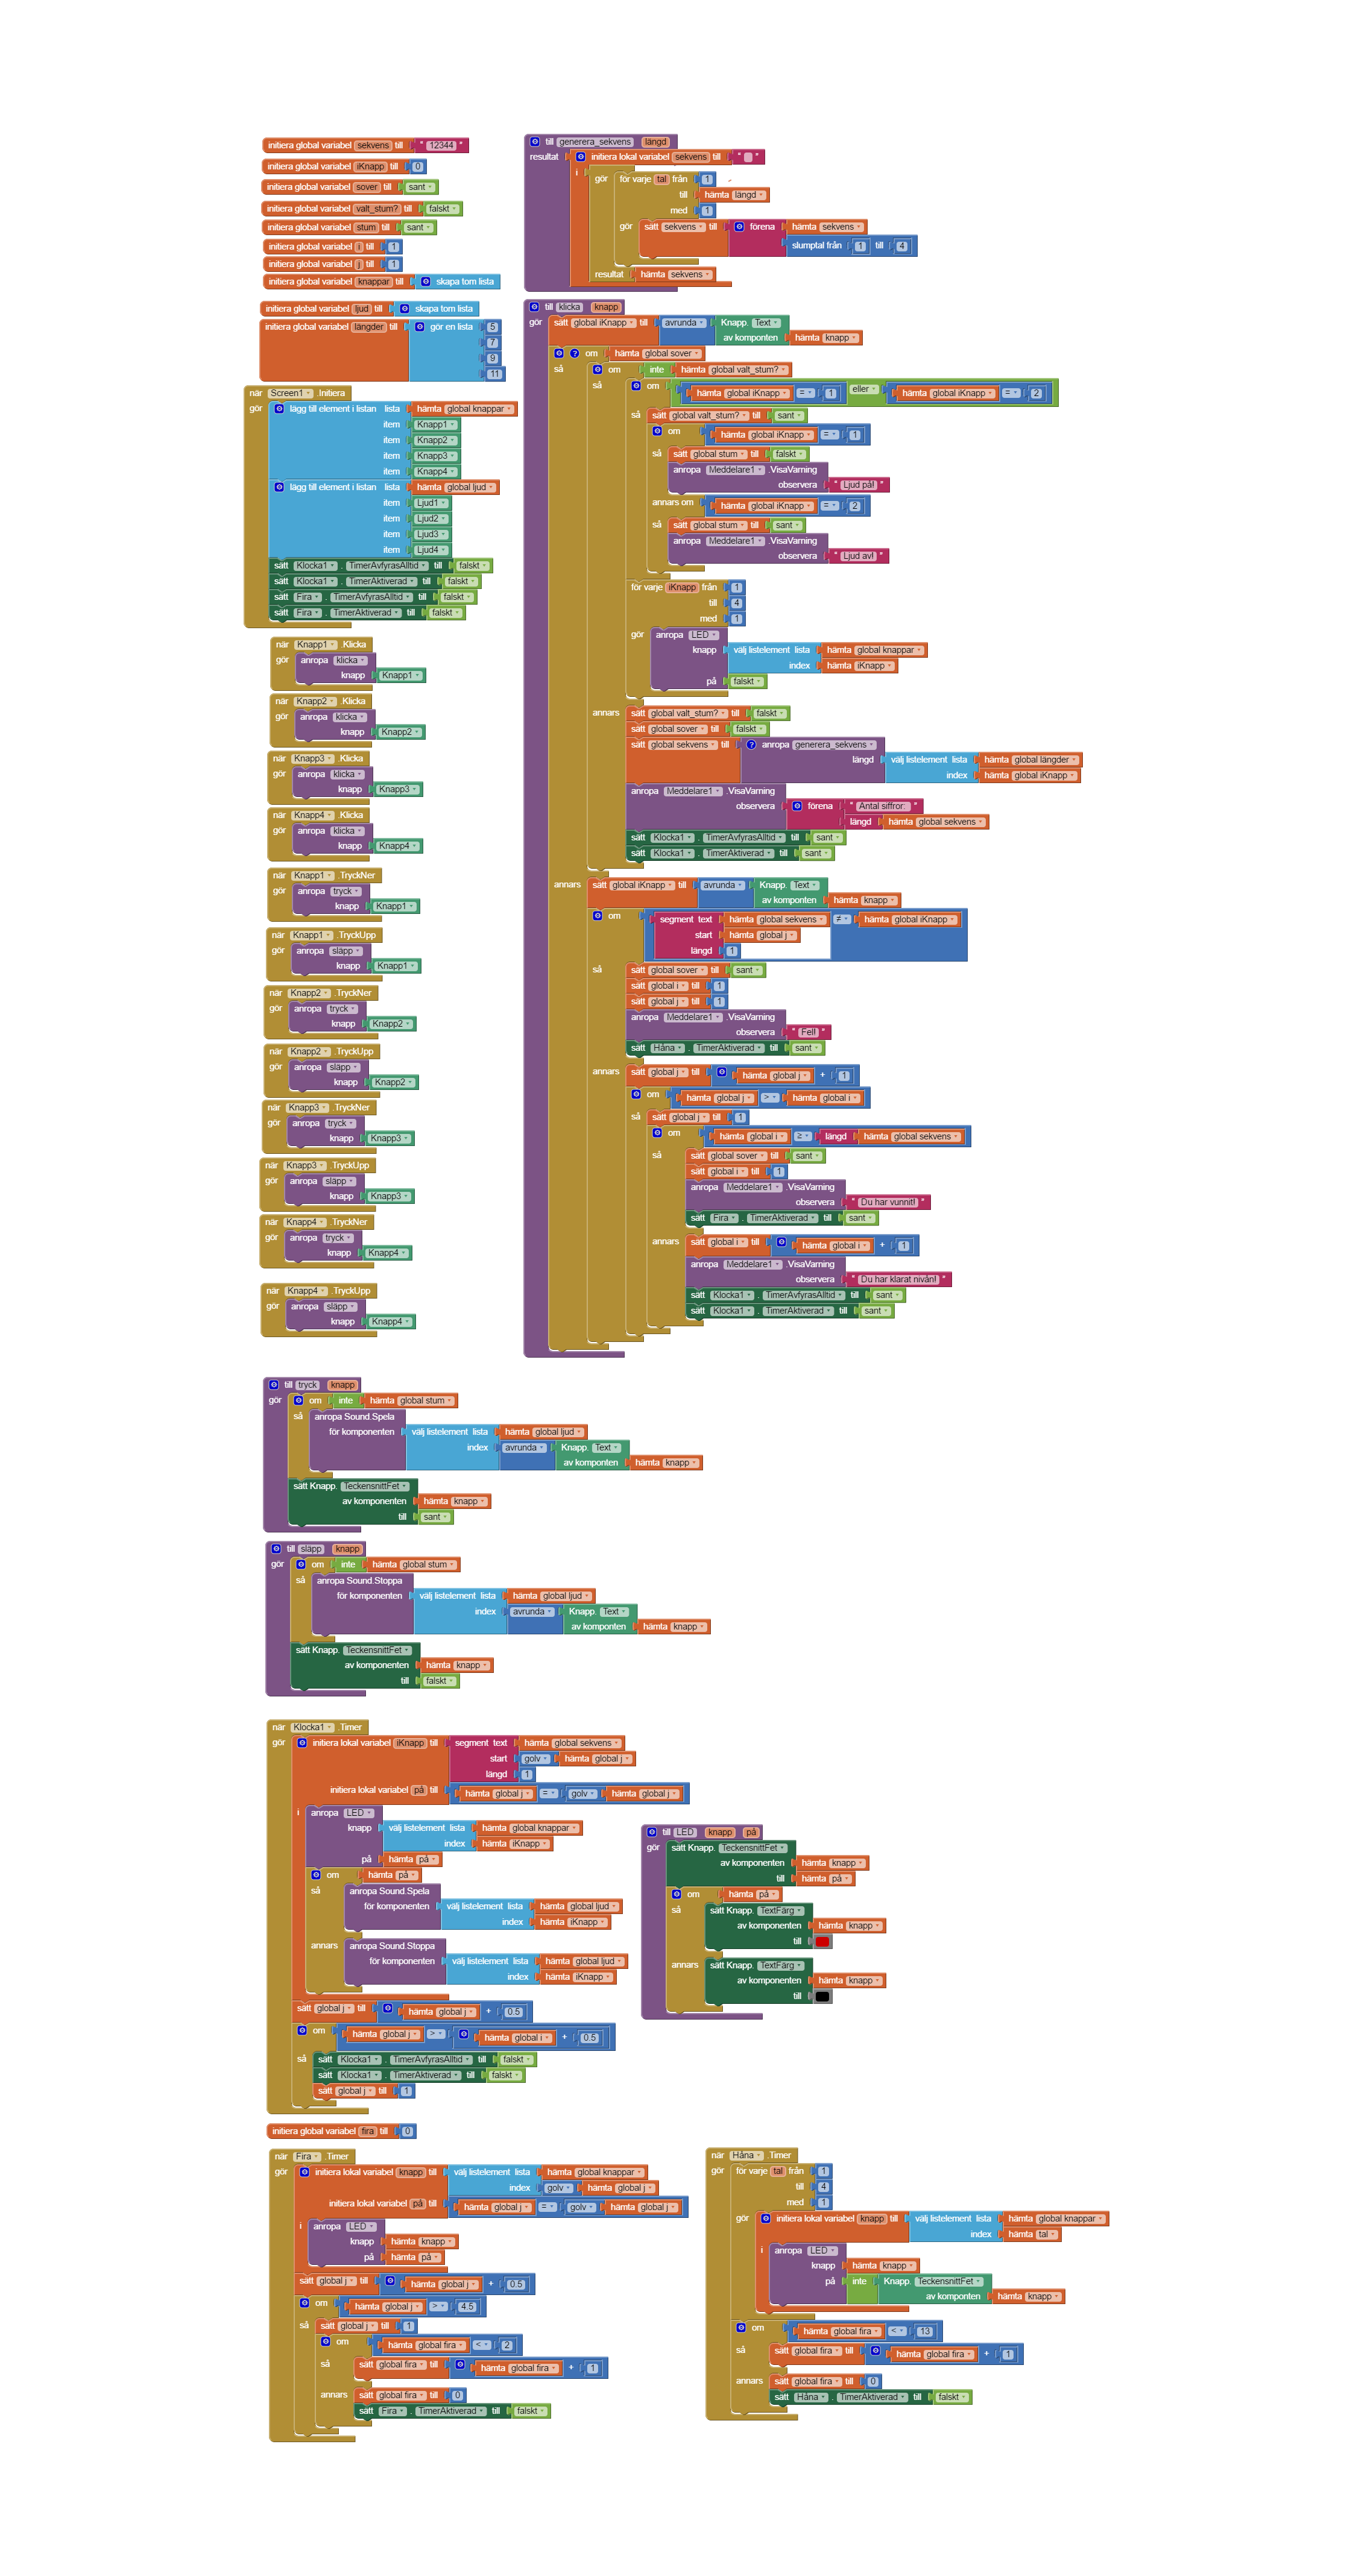 initiera global variabel sekvens till " 12344 "
initiera global variabel iKnapp till 0
initiera global variabel sover till sant
initiera global variabel valt_stum? till falskt
initiera global variabel stum till sant
initiera global variabel i till 1
initiera global variabel j till 1
initiera global variabel knappar till skapa tom lista
initiera global variabel ljud till skapa tom lista
initiera global variabel längder till gör en lista 5
7
9
11
när Screen1 .Initiera
gör lägg till element i listan lista hämta global knappar
item Knapp1
item Knapp2
item Knapp3
item Knapp4
lägg till element i listan lista hämta global ljud
item Ljud1
item Ljud2
item Ljud3
item Ljud4
sätt Klocka1 . TimerAvfyrasAlltid till falskt
sätt Klocka1 . TimerAktiverad till falskt
sätt Fira . TimerAvfyrasAlltid till falskt
sätt Fira . TimerAktiverad till falskt
när Knapp1 .Klicka
gör anropa klicka
knapp Knapp1
när Knapp2 .Klicka
gör anropa klicka
knapp Knapp2
när Knapp3 .Klicka
gör anropa klicka
knapp Knapp3
när Knapp4 .Klicka
gör anropa klicka
knapp Knapp4
när Knapp1 .TryckNer
gör anropa tryck
knapp Knapp1
när Knapp1 .TryckUpp
gör anropa släpp
knapp Knapp1
när Knapp2 .TryckNer
gör anropa tryck
knapp Knapp2
när Knapp2 .TryckUpp
gör anropa släpp
knapp Knapp2
när Knapp3 .TryckNer
gör anropa tryck
knapp Knapp3
när Knapp3 .TryckUpp
gör anropa släpp
knapp Knapp3
när Knapp4 .TryckNer
gör anropa tryck
knapp Knapp4
när Knapp4 .TryckUpp
gör anropa släpp
knapp Knapp4
till generera_sekvens längd
resultat initiera lokal variabel sekvens till " "
i gör för varje tal från 1
till hämta längd
med 1
gör sätt sekvens till förena hämta sekvens
slumptal från 1 till 4
resultat hämta sekvens
till klicka knapp
gör sätt global iKnapp till avrunda Knapp. Text
av komponten hämta knapp
? om hämta global sover
så om inte hämta global valt_stum?
så om hämta global iKnapp = 1 eller hämta global iKnapp = 2
så sätt global valt_stum? till sant
om hämta global iKnapp = 1
så sätt global stum till falskt
anropa Meddelare1 .VisaVarning
observera " Ljud på! "
annars om hämta global iKnapp = 2
så sätt global stum till sant
anropa Meddelare1 .VisaVarning
observera " Ljud av! "
för varje iKnapp från 1
till 4
med 1
gör anropa LED
knapp välj listelement lista hämta global knappar
index hämta iKnapp
på falskt
annars sätt global valt_stum? till falskt
sätt global sover till falskt
sätt global sekvens till ? anropa generera_sekvens
längd välj listelement lista hämta global längder
index hämta global iKnapp
anropa Meddelare1 .VisaVarning
observera förena " Antal siffror: "
längd hämta global sekvens
sätt Klocka1 . TimerAvfyrasAlltid till sant
sätt Klocka1 . TimerAktiverad till sant
annars sätt global iKnapp till avrunda Knapp. Text
av komponten hämta knapp
om segment text hämta global sekvens ≠ hämta global iKnapp
start hämta global j
längd 1
så sätt global sover till sant
sätt global i till 1
sätt global j till 1
anropa Meddelare1 .VisaVarning
observera " Fel! "
sätt Håna . TimerAktiverad till sant
annars sätt global j till hämta global j + 1
om hämta global j > hämta global i
så sätt global j till 1
om hämta global i ≥ längd hämta global sekvens
så sätt global sover till sant
sätt global i till 1
anropa Meddelare1 .VisaVarning
observera " Du har vunnit! "
sätt Fira . TimerAktiverad till sant
annars sätt global i till hämta global i + 1
anropa Meddelare1 .VisaVarning
observera " Du har klarat nivån! "
sätt Klocka1 . TimerAvfyrasAlltid till sant
sätt Klocka1 . TimerAktiverad till sant
till tryck knapp
gör om inte hämta global stum
så anropa Sound.Spela
för komponten välj listelement lista hämta global ljud
index avrunda Knapp. Text
av komponten hämta knapp
sätt Knapp. TeckensnittFet
av komponenten hämta knapp
till sant
till släpp knapp
gör om inte hämta global stum
så anropa Sound.Stoppa
för komponten välj listelement lista hämta global ljud
index avrunda Knapp. Text
av komponten hämta knapp
sätt Knapp. TeckensnittFet
av komponenten hämta knapp
till falskt
när Klocka1 .Timer
gör initiera lokal variabel iKnapp till segment text hämta global sekvens
start golv hämta global j
längd 1
initiera lokal variabel på till hämta global j = golv hämta global j
i anropa LED
knapp välj listelement lista hämta global knappar
index hämta iKnapp
på hämta på
om hämta på
så anropa Sound.Spela
för komponten välj listelement lista hämta global ljud
index hämta iKnapp
annars anropa Sound.Stoppa
för komponten välj listelement lista hämta global ljud
index hämta iKnapp
sätt global j till hämta global j + 0.5
om hämta global j > hämta global i + 0.5
så sätt Klocka1 . TimerAvfyrasAlltid till falskt
sätt Klocka1 . TimerAktiverad till falskt
sätt global j till 1
till LED knapp på
gör sätt Knapp. TeckensnittFet
av komponenten hämta knapp
till hämta på
om hämta på
så sätt Knapp. TextFärg
av komponenten hämta knapp
till
annars sätt Knapp. TextFärg
av komponenten hämta knapp
till
initiera global variabel fira till 0
när Fira .Timer
gör initiera lokal variabel knapp till välj listelement lista hämta global knappar
index golv hämta global j
initiera lokal variabel på till hämta global j = golv hämta global j
i anropa LED
knapp hämta knapp
på hämta på
sätt global j till hämta global j + 0.5
om hämta global j > 4.5
så sätt global j till 1
om hämta global fira < 2
så sätt global fira till hämta global fira + 1
annars sätt global fira till 0
sätt Fira . TimerAktiverad till falskt
när Håna .Timer
gör för varje tal från 1
till 4
med 1
gör initiera lokal variabel knapp till välj listelement lista hämta global knappar
index hämta tal
i anropa LED
knapp hämta knapp
på inte Knapp. TeckensnittFet
av komponenten hämta knapp
om hämta global fira < 13
så sätt global fira till hämta global fira + 1
annars sätt global fira till 0
sätt Håna . TimerAktiverad till falskt